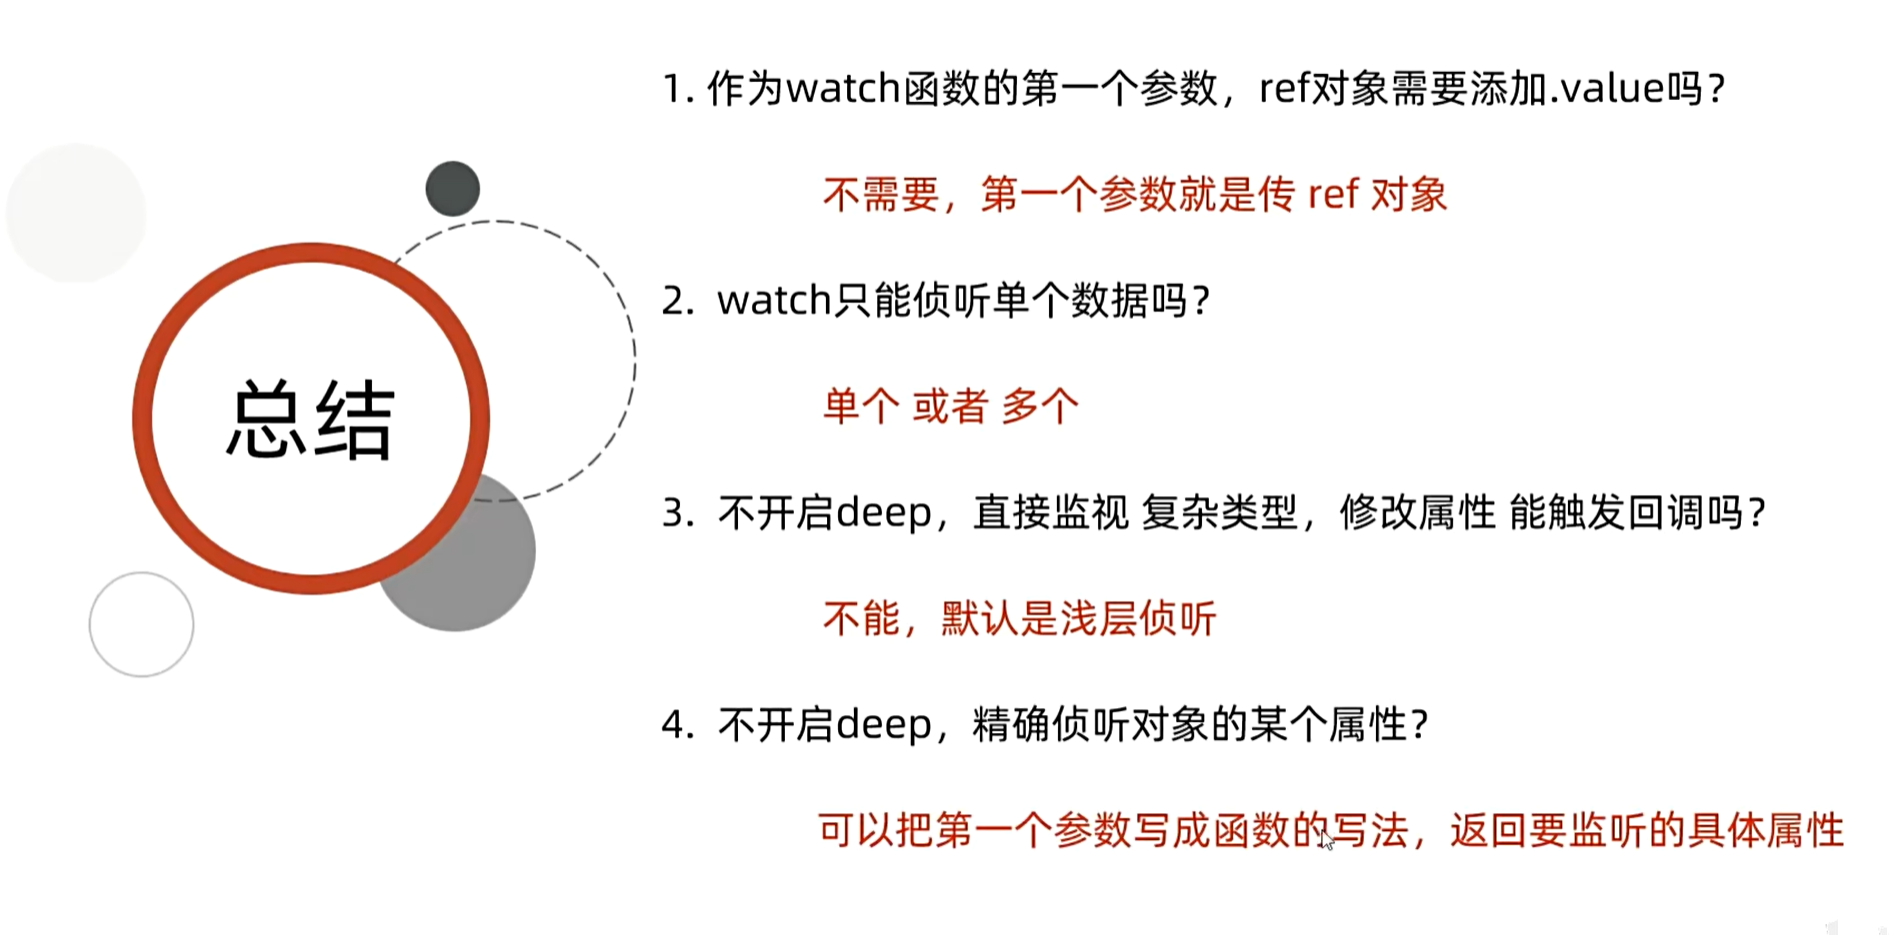 总结
1. 作为watch函数的第一个参数，ref对象需要添加.value吗？
不需要，第一个参数就是传 ref 对象
2. watch只能侦听单个数据吗？
单个 或者 多个
3. 不开启deep，直接监视 复杂类型，修改属性 能触发回调吗？
不能，默认是浅层侦听
4. 不开启deep，精确侦听对象的某个属性？
可以把第一个参数写成函数的写法，返回要监听的具体属性